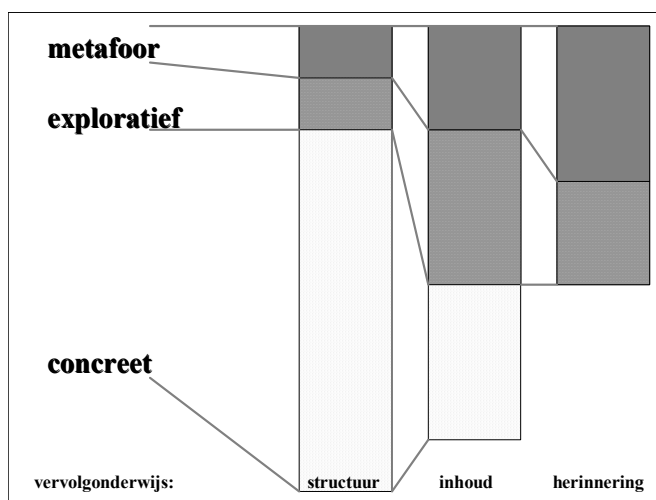 metafoor
exploratief
concreet
vervolgonderwijs: structuur inhoud herinnering